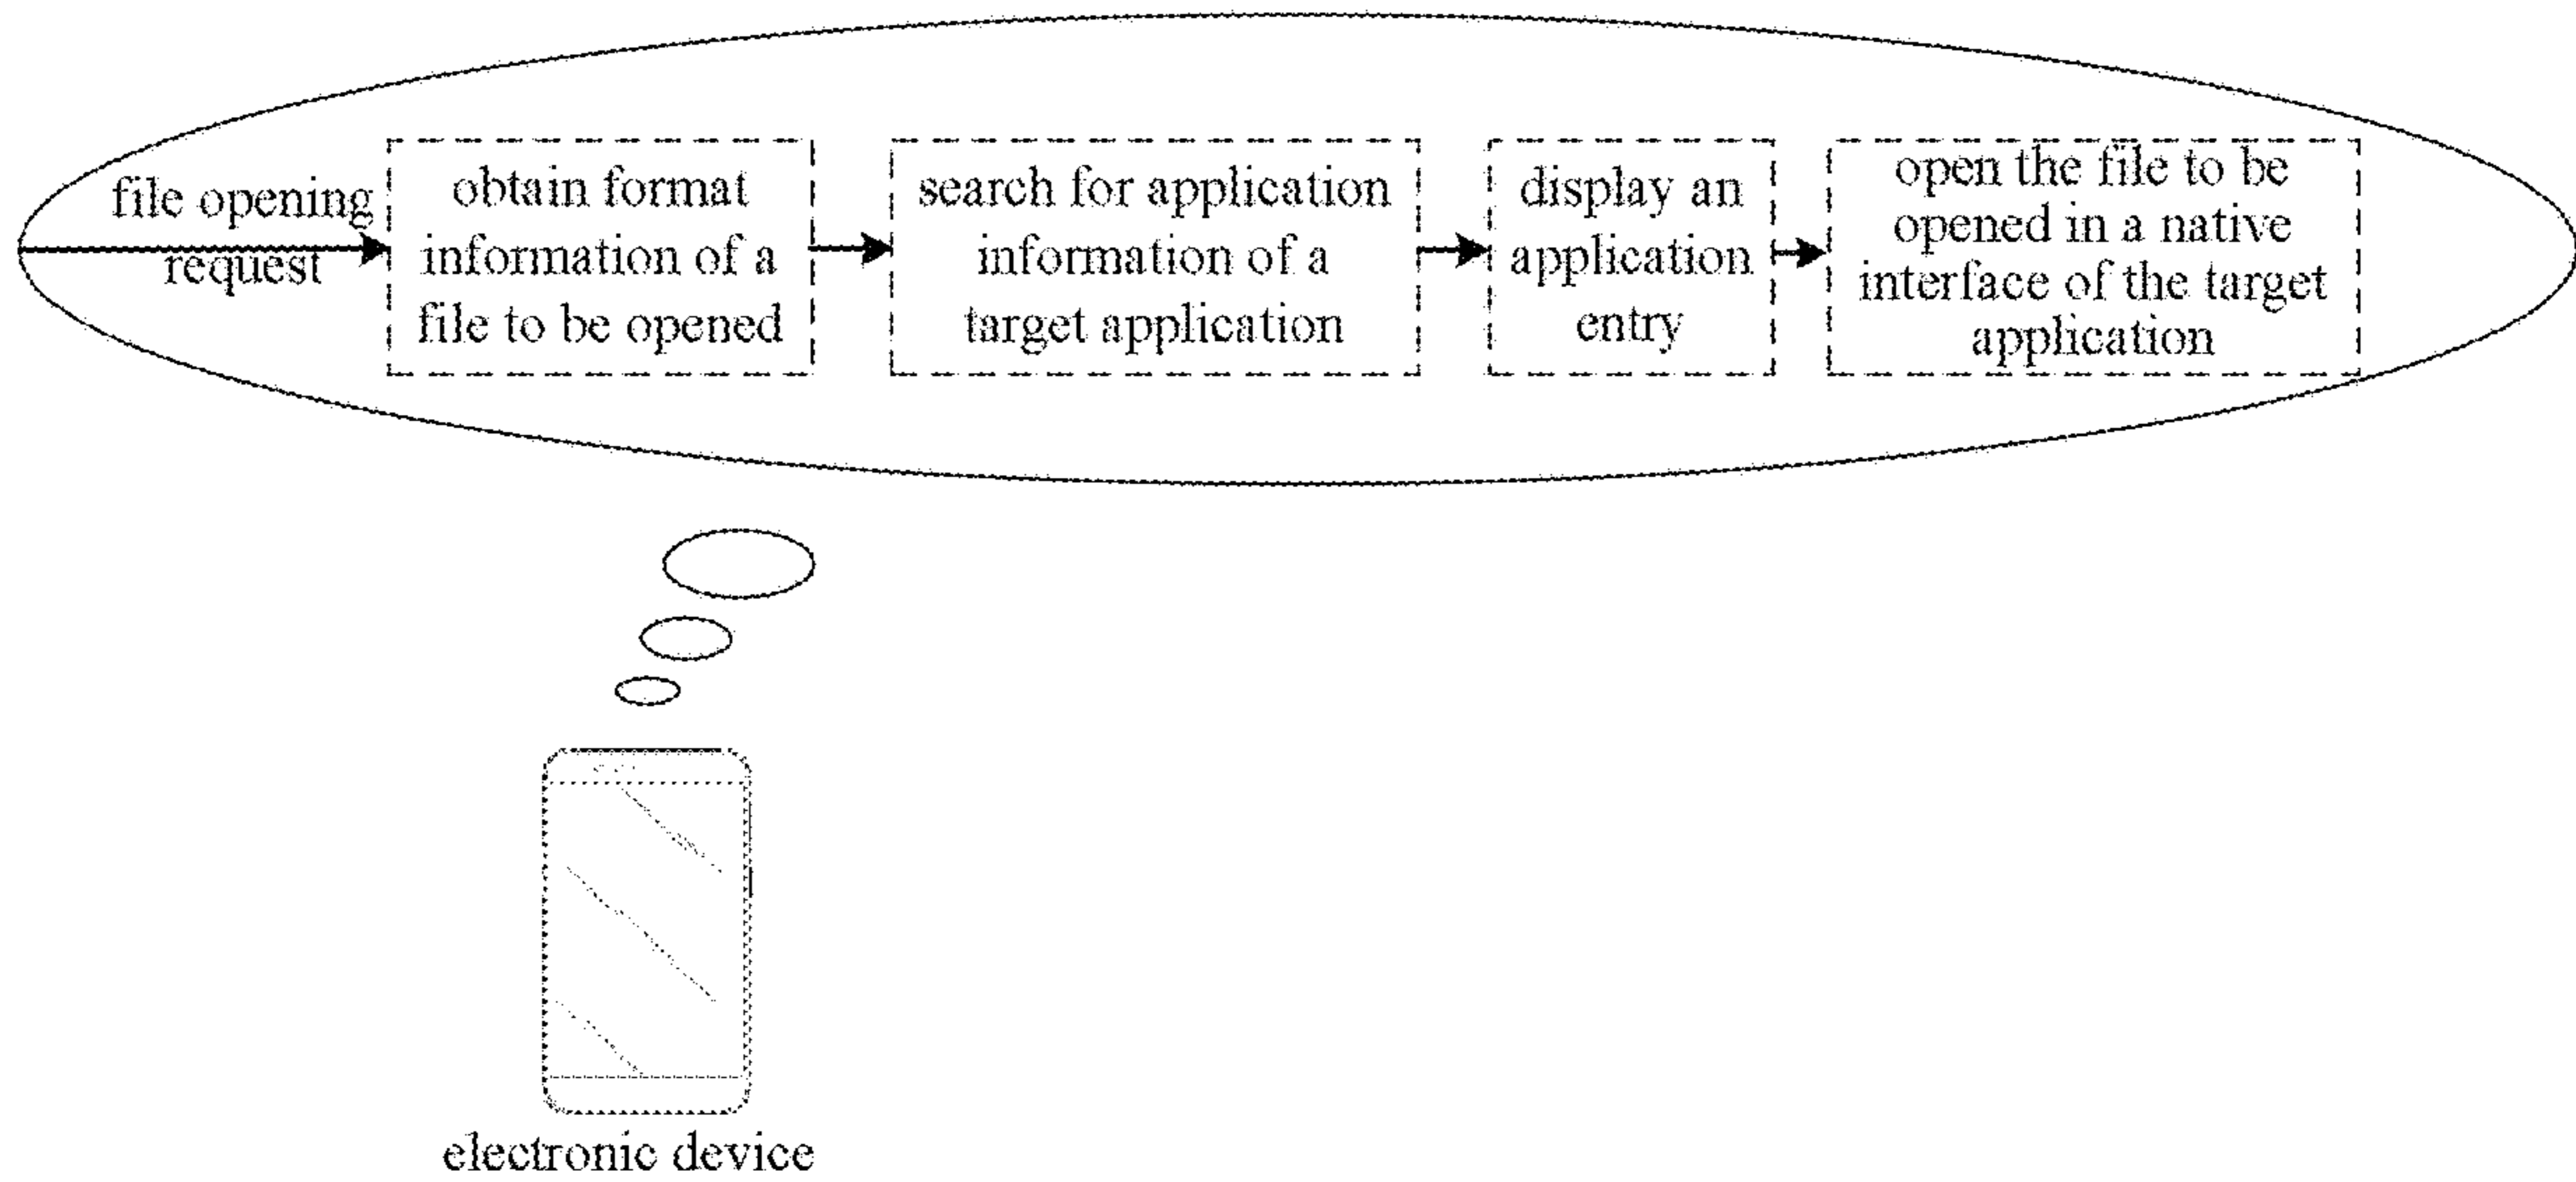 file opening
request
obtain format
information of a
file to be opened
search for application
information of a
target application
display an
application
entry
open the file to be
opened in a native
interface of the target
application
electronic device